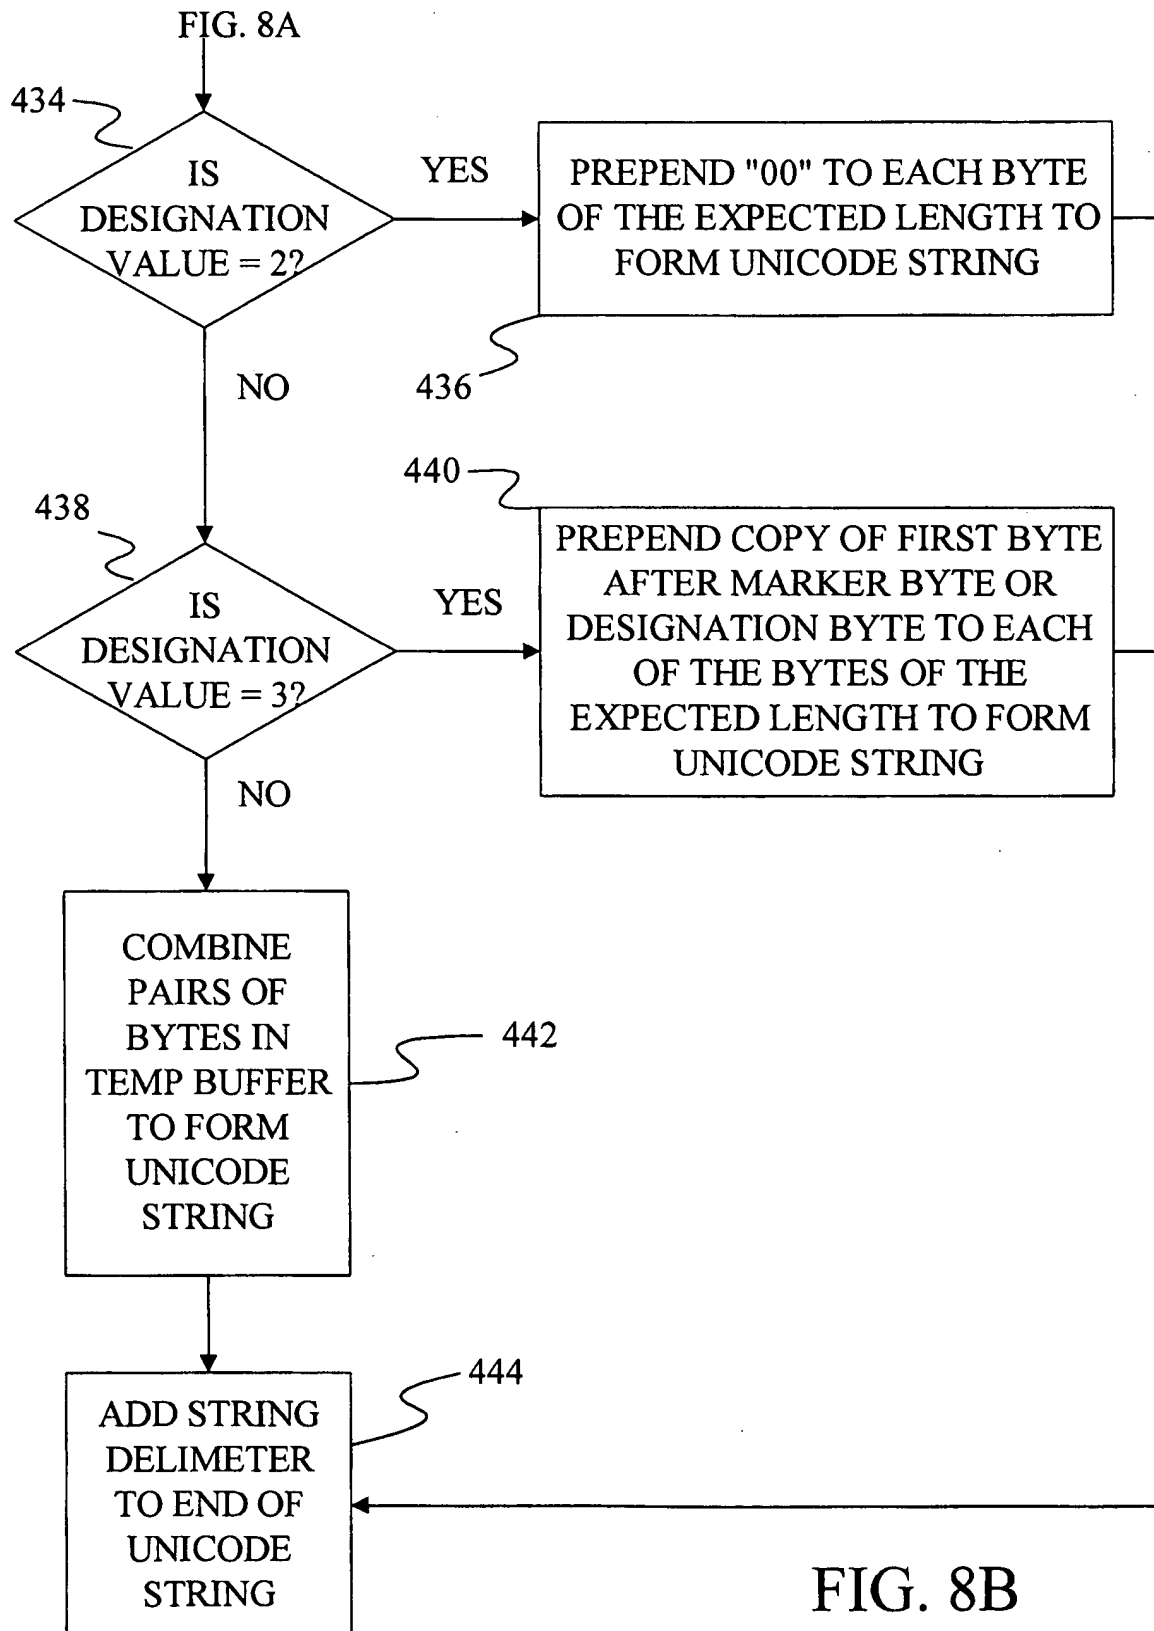 FIG. 8A
434
IS
DESIGNATION
VALUE = 2?
YES
PREPEND "00" TO EACH BYTE
OF THE EXPECTED LENGTH TO
FORM UNICODE STRING
436
NO
438
IS
DESIGNATION
VALUE = 3?
YES
440
PREPEND COPY OF FIRST BYTE
AFTER MARKER BYTE OR
DESIGNATION BYTE TO EACH
OF THE BYTES OF THE
EXPECTED LENGTH TO FORM
UNICODE STRING
NO
COMBINE
PAIRS OF
BYTES IN
TEMP BUFFER
TO FORM
UNICODE
STRING
442
444
ADD STRING
DELIMETER
TO END OF
UNICODE
STRING
FIG. 8B